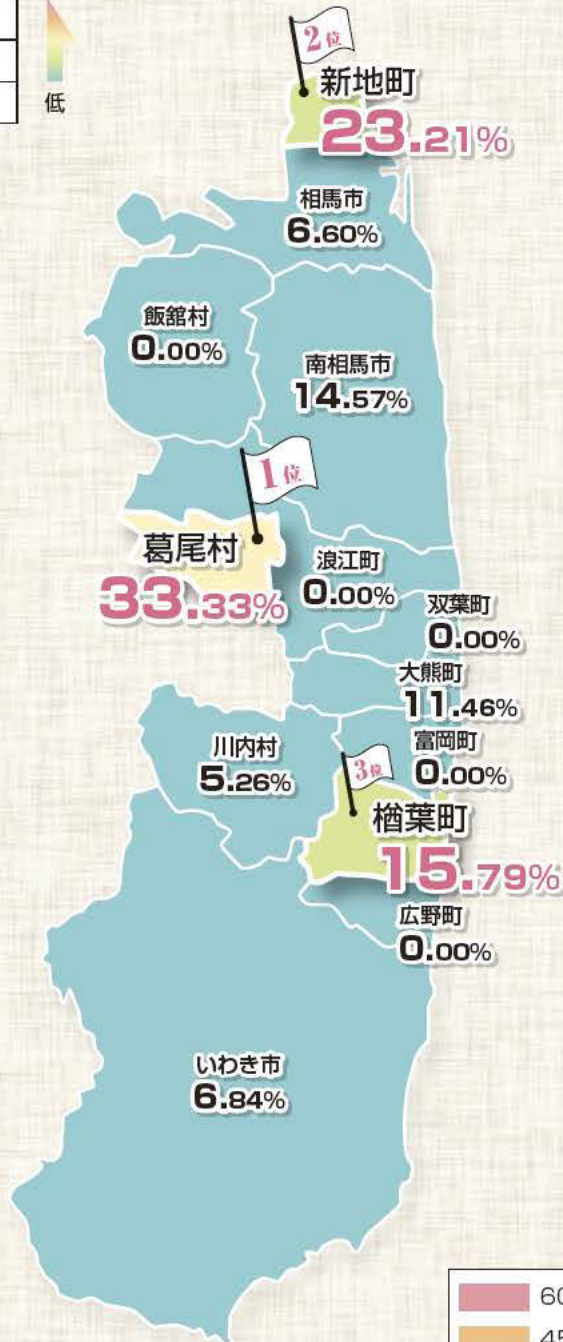 低
2位
新地町
23.21%
相馬市
6.60%
飯舘村
0.00%
南相馬市
14.57%
1位
葛尾村
33.33%
浪江町
0.00%
双葉町
0.00%
大熊町
11.46%
富岡町
0.00%
川内村
5.26%
3位
楢葉町
15.79%
広野町
0.00%
いわき市
6.84%
60